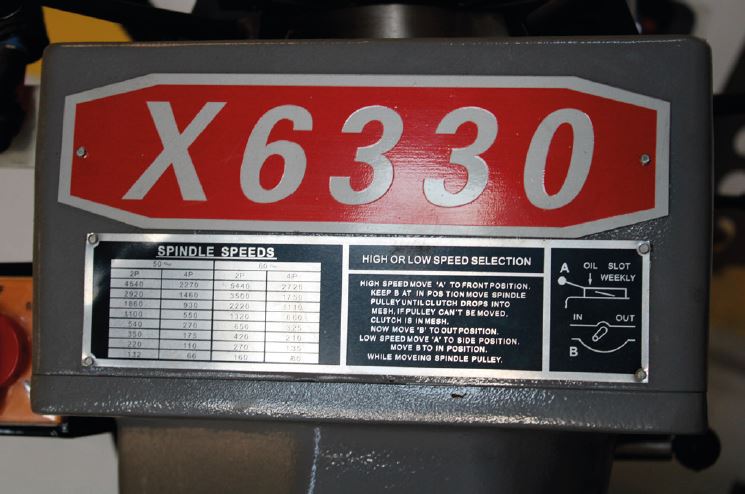 X6330
SPINDLE SPEEDS
50~ 60~
2P 4P 2P 4P
4540 2270 5440 2720
2920 1460 3500 1750
1860 930 2220 1110
1100 550 1320 660
540 270 650 325
350 175 420 210
220 110 270 135
132 66 160 80
HIGH OR LOW SPEED SELECTION
HIGH SPEED MOVE 'A' TO FRONT POSITION.
KEEP B AT IN POSTION MOVE SPINDLE
PULLEY UNTIL CLUTCH DROPS INTO
MESH, IF PULLEY CAN'T BE MOVED,
CLUTCH IS IN MESH.
NOW MOVE 'B' TO OUT POSITION.
LOW SPEED MOVE 'A' TO SIDE POSITION.
MOVE B TO IN POSITION.
WHILE MOVEING SPINDLE PULLEY.
A OIL SLOT
WEEKLY
IN OUT
B